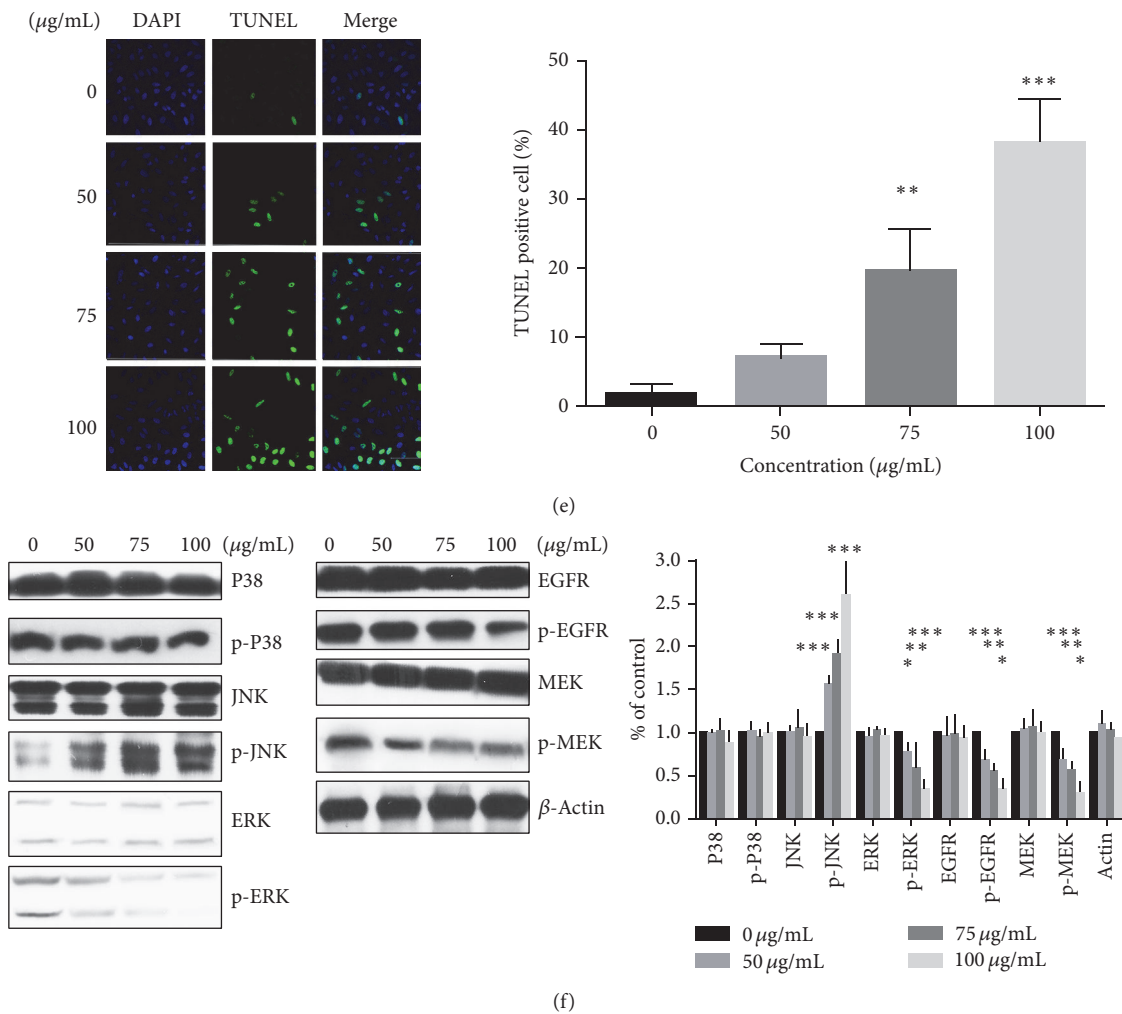 (μg/mL) DAPI TUNEL Merge
0
50
75
100
50
40
30
20
10
0
TUNEL positive cell (%)
**
***
0 50 75 100
Concentration (μg/mL)
(e)
0 50 75 100 (μg/mL)
P38
p-P38
JNK
p-JNK
ERK
p-ERK
0 50 75 100 (μg/mL)
EGFR
p-EGFR
MEK
p-MEK
β-Actin
3.0
2.5
2.0
1.5
1.0
0.5
0.0
% of control
***
***
***
*** *** ***
** ** **
* * *
P38 p-P38 JNK p-JNK ERK p-ERK EGFR p-EGFR MEK p-MEK Actin
0 μg/mL 75 μg/mL
50 μg/mL 100 μg/mL
(f)